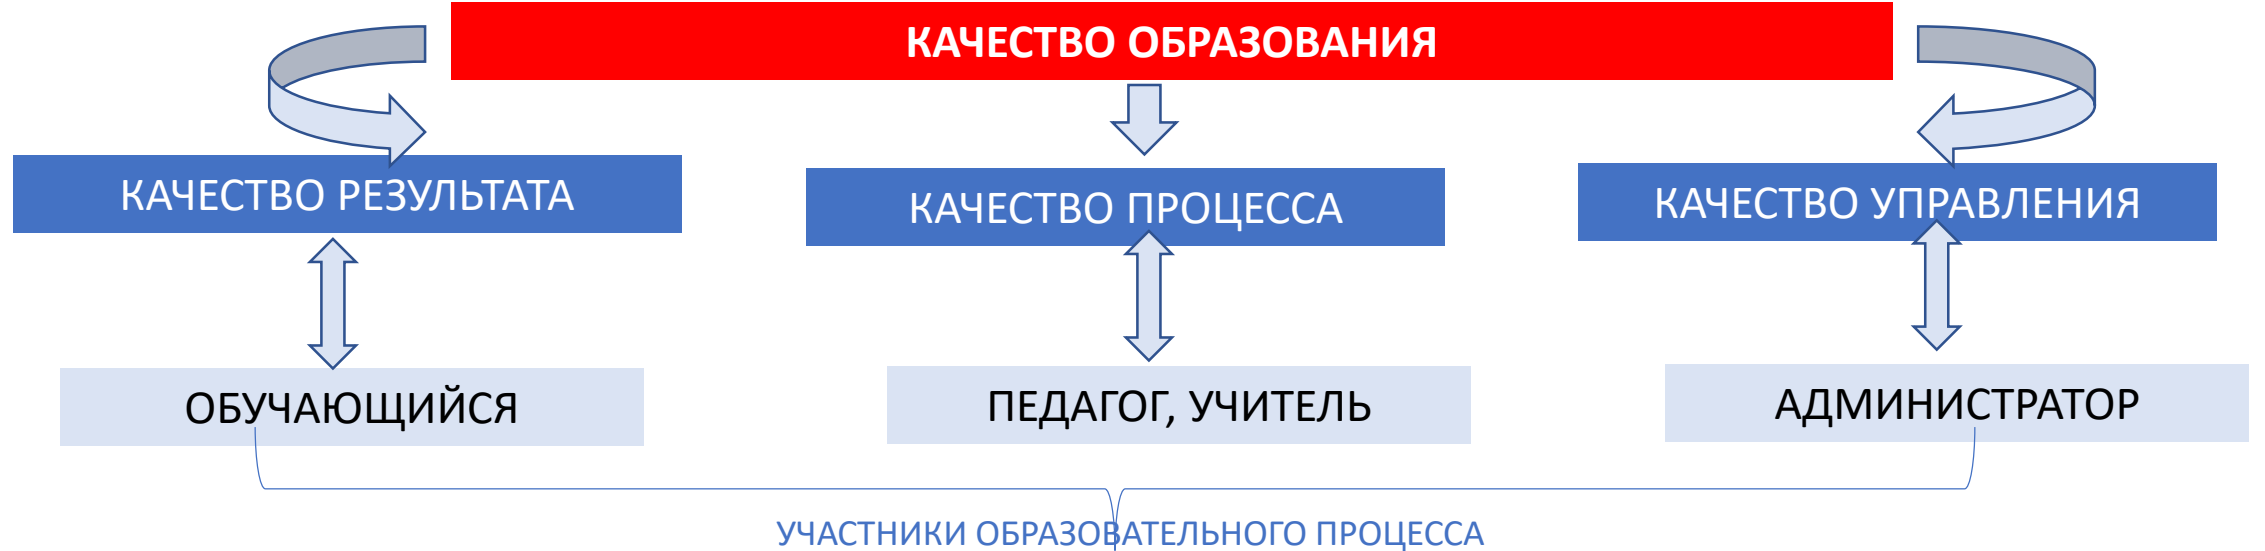 КАЧЕСТВО ОБРАЗОВАНИЯ
КАЧЕСТВО РЕЗУЛЬТАТА
КАЧЕСТВО ПРОЦЕССА
КАЧЕСТВО УПРАВЛЕНИЯ
ОБУЧАЮЩИЙСЯ
ПЕДАГОГ, УЧИТЕЛЬ
АДМИНИСТРАТОР
УЧАСТНИКИ ОБРАЗОВАТЕЛЬНОГО ПРОЦЕССА